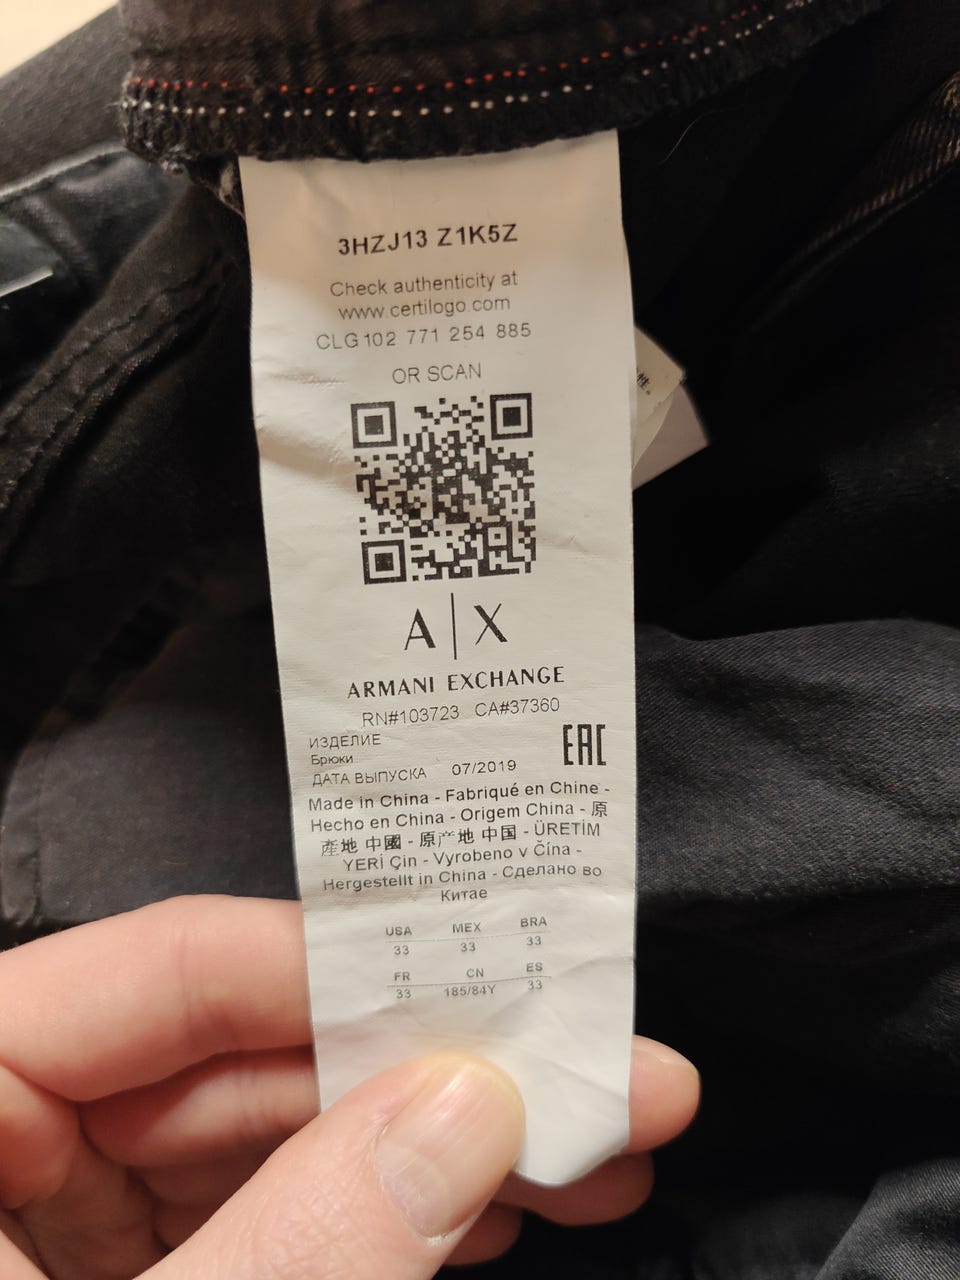 3HZJ13 Z1K5Z
Check authenticity at
www.certilogo.com
CLG 102 771 254 885
OR SCAN
A|X
ARMANI EXCHANGE
RN#103723 CA#37360
ИЗДЕЛИЕ
Брюки
EAC
ДАТА ВЫПУСКА 07/2019
Made in China - Fabriqué en Chine -
Hecho en China - Origem China - 原
產地 中國 - 原产地 中国 - ÜRETİM
YERİ Çin - Vyrobeno v Čína -
Hergestellt in China - Сделано во
Китае
USA MEX BRA
33 33 33
FR CN ES
33 185/84Y 33
性。